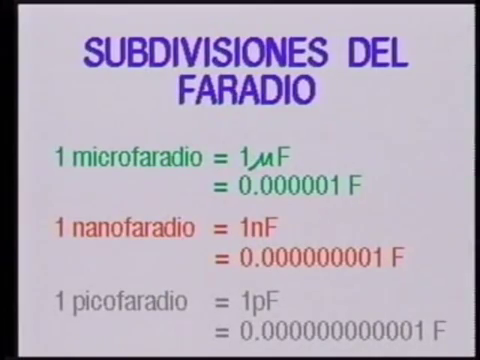 SUBDIVISIONES DEL
FARADIO
1 microfaradio = 1μF
= 0.000001 F
1 nanofaradio = 1nF
= 0.000000001 F
1 picofaradio = 1pF
= 0.000000000001 F